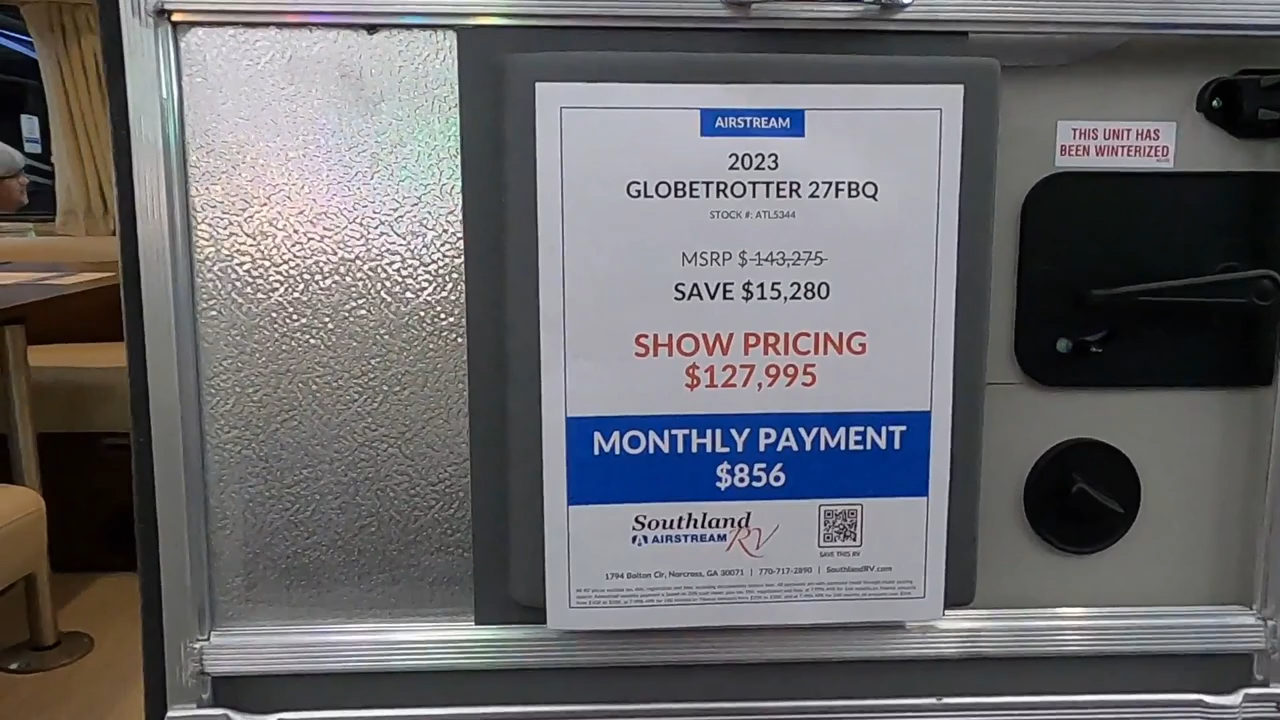 AIRSTREAM
2023
GLOBETROTTER 27FBQ
STOCK #: ATL5344
MSRP $ 143,275
SAVE $15,280
SHOW PRICING
$127,995
MONTHLY PAYMENT
$856
Southland
AIRSTREAM RV
SAVE THIS RV
1794 Bolton Cir, Norcross, GA 30071 | 770-717-2890 | SouthlandRV.com
THIS UNIT HAS
BEEN WINTERIZED